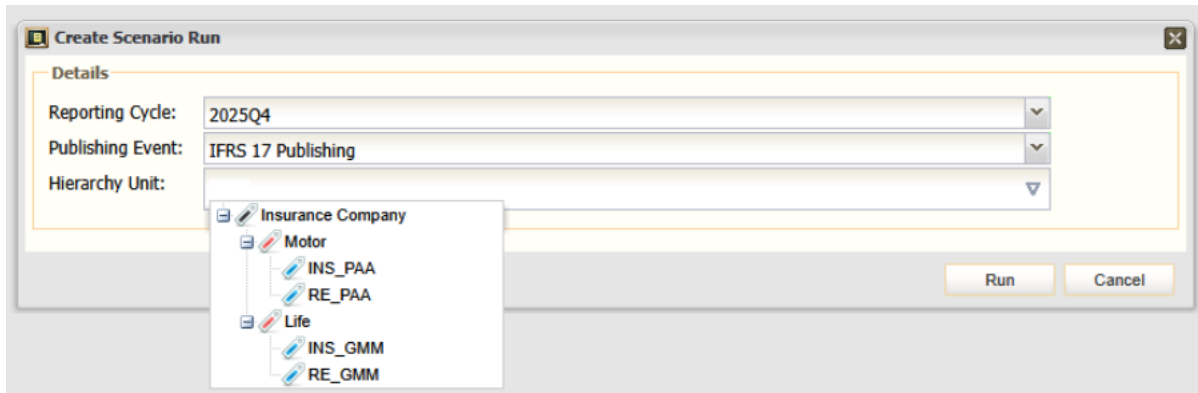 Create Scenario Run
Details
Reporting Cycle: 2025Q4
Publishing Event: IFRS 17 Publishing
Hierarchy Unit:
Insurance Company
Motor
INS_PAA
RE_PAA
Life
INS_GMM
RE_GMM
Run Cancel